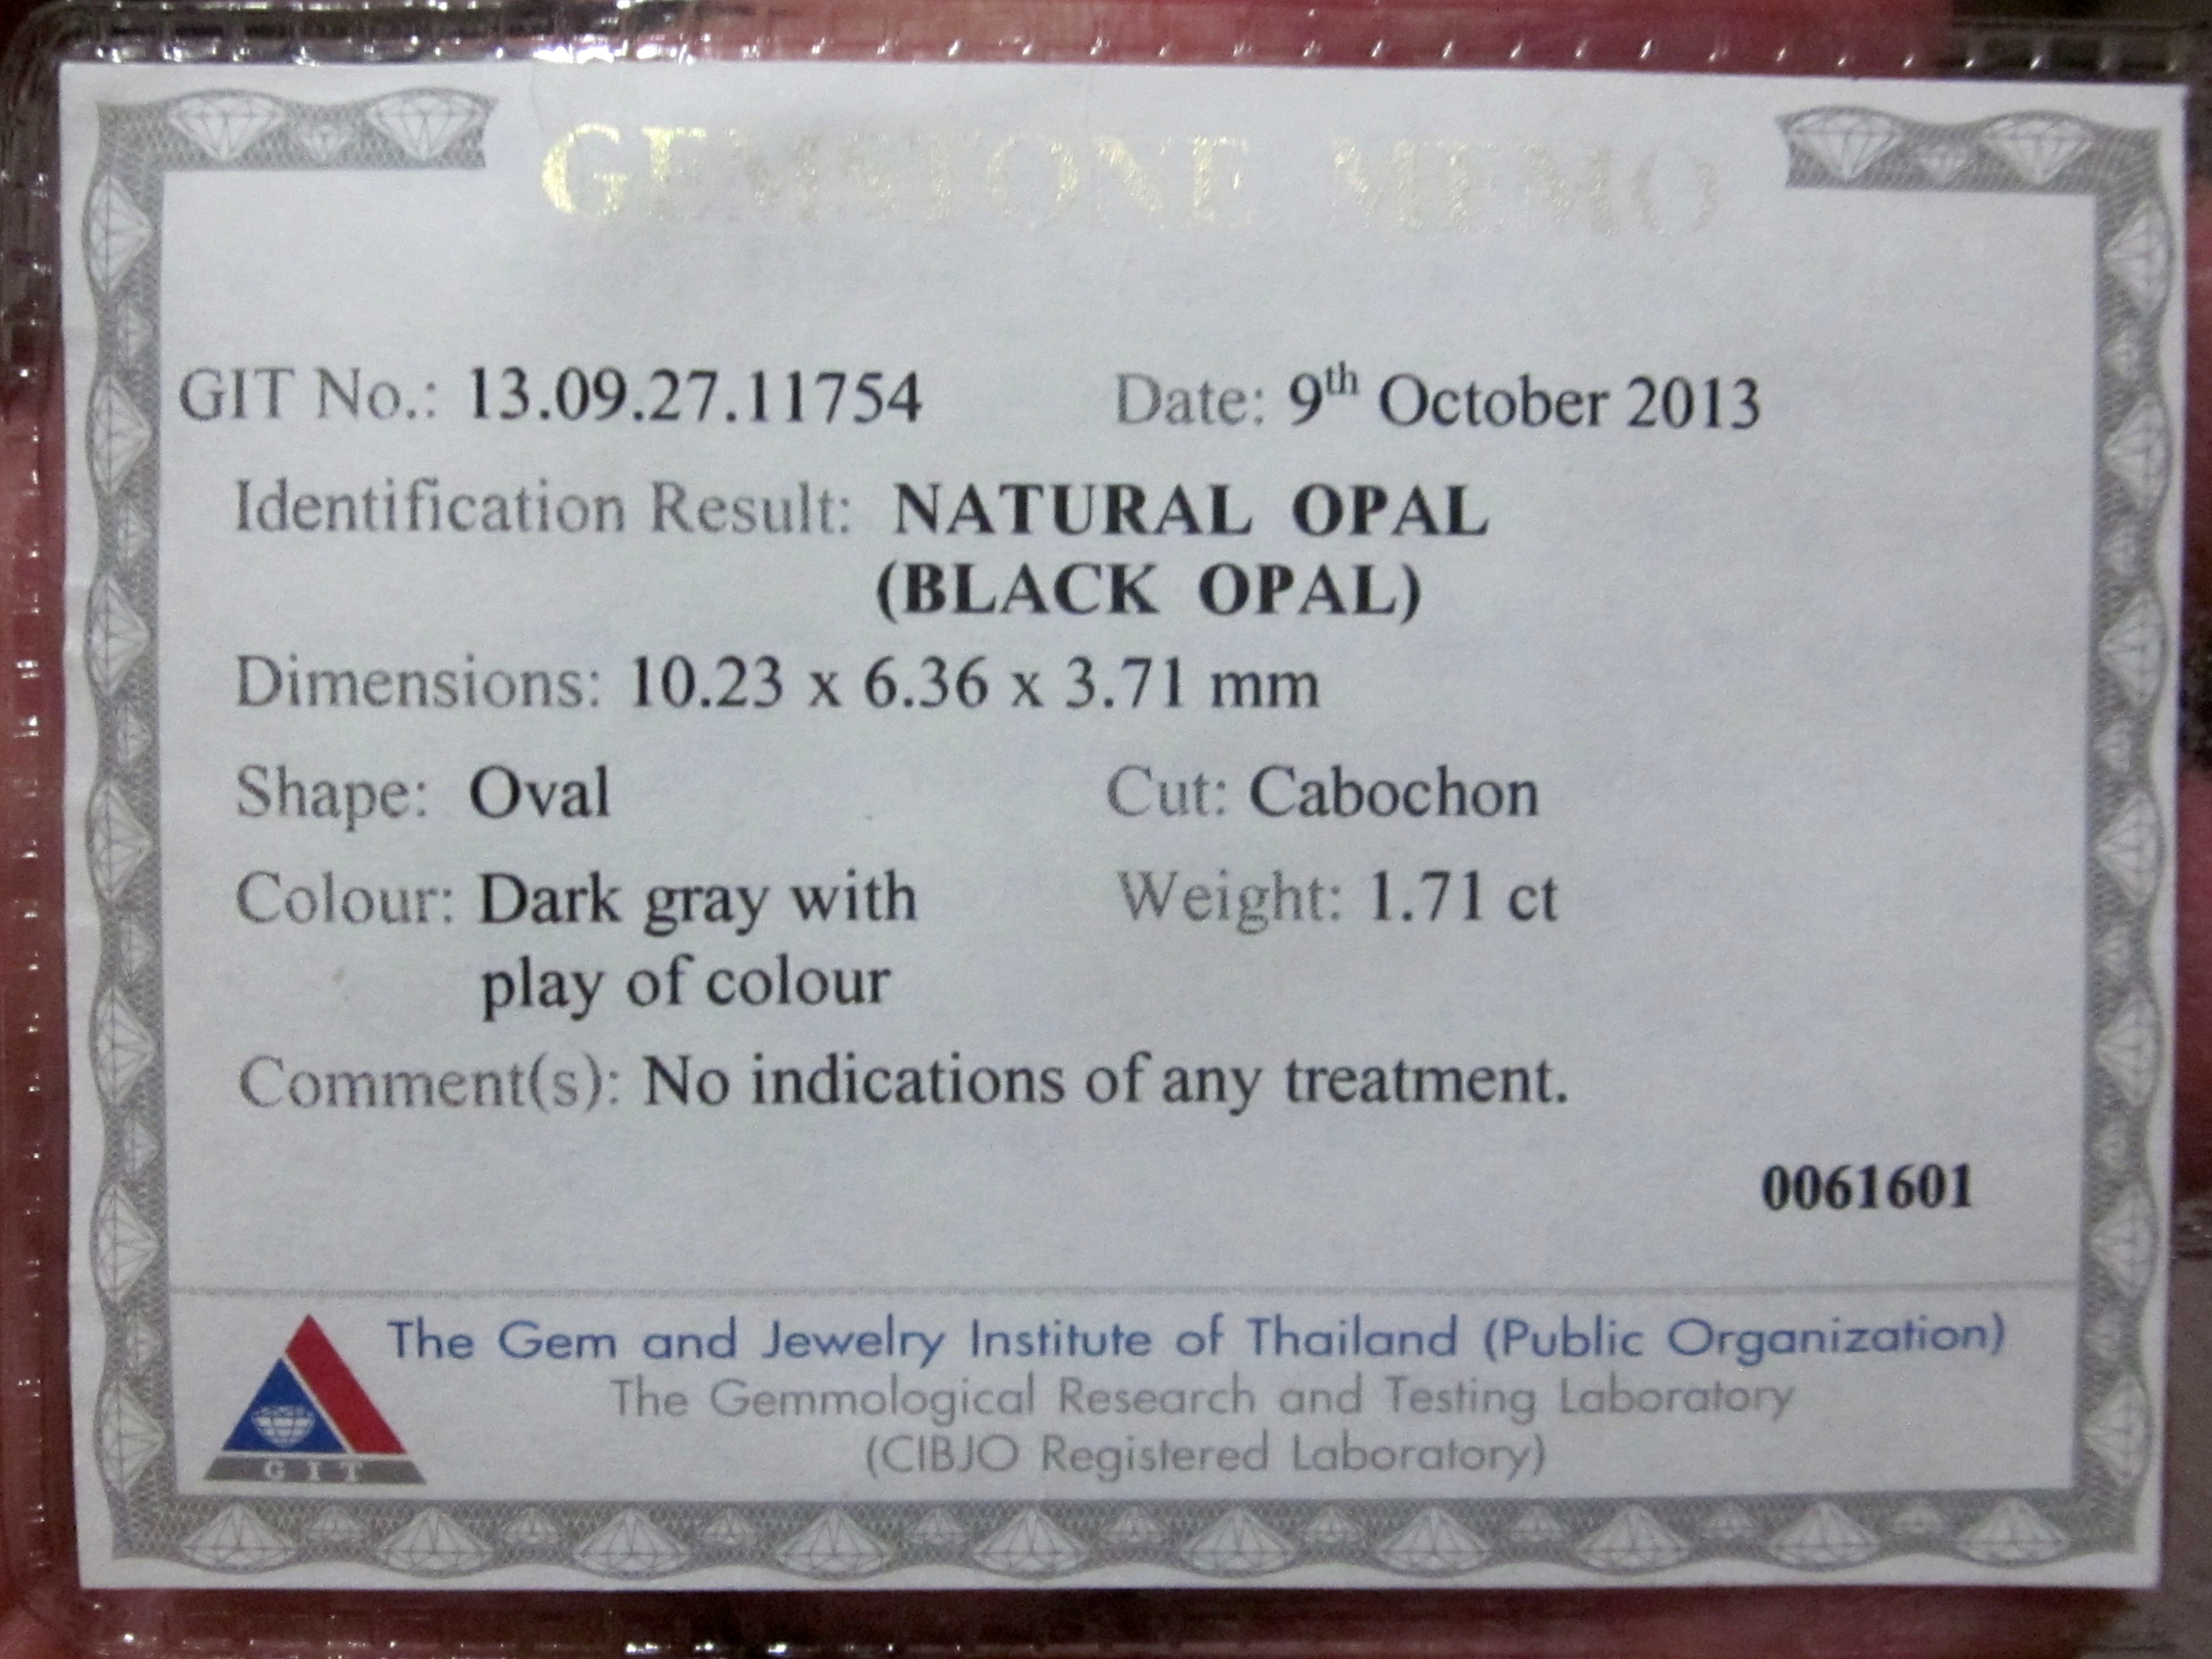 GEMSTONE MEMO
GIT No.: 13.09.27.11754 Date: 9th October 2013
Identification Result: NATURAL OPAL
(BLACK OPAL)
Dimensions: 10.23 x 6.36 x 3.71 mm
Shape: Oval Cut: Cabochon
Colour: Dark gray with Weight: 1.71 ct
play of colour
Comment(s): No indications of any treatment.
0061601
The Gem and Jewelry Institute of Thailand (Public Organization)
The Gemmological Research and Testing Laboratory
(CIBJO Registered Laboratory)
GIT